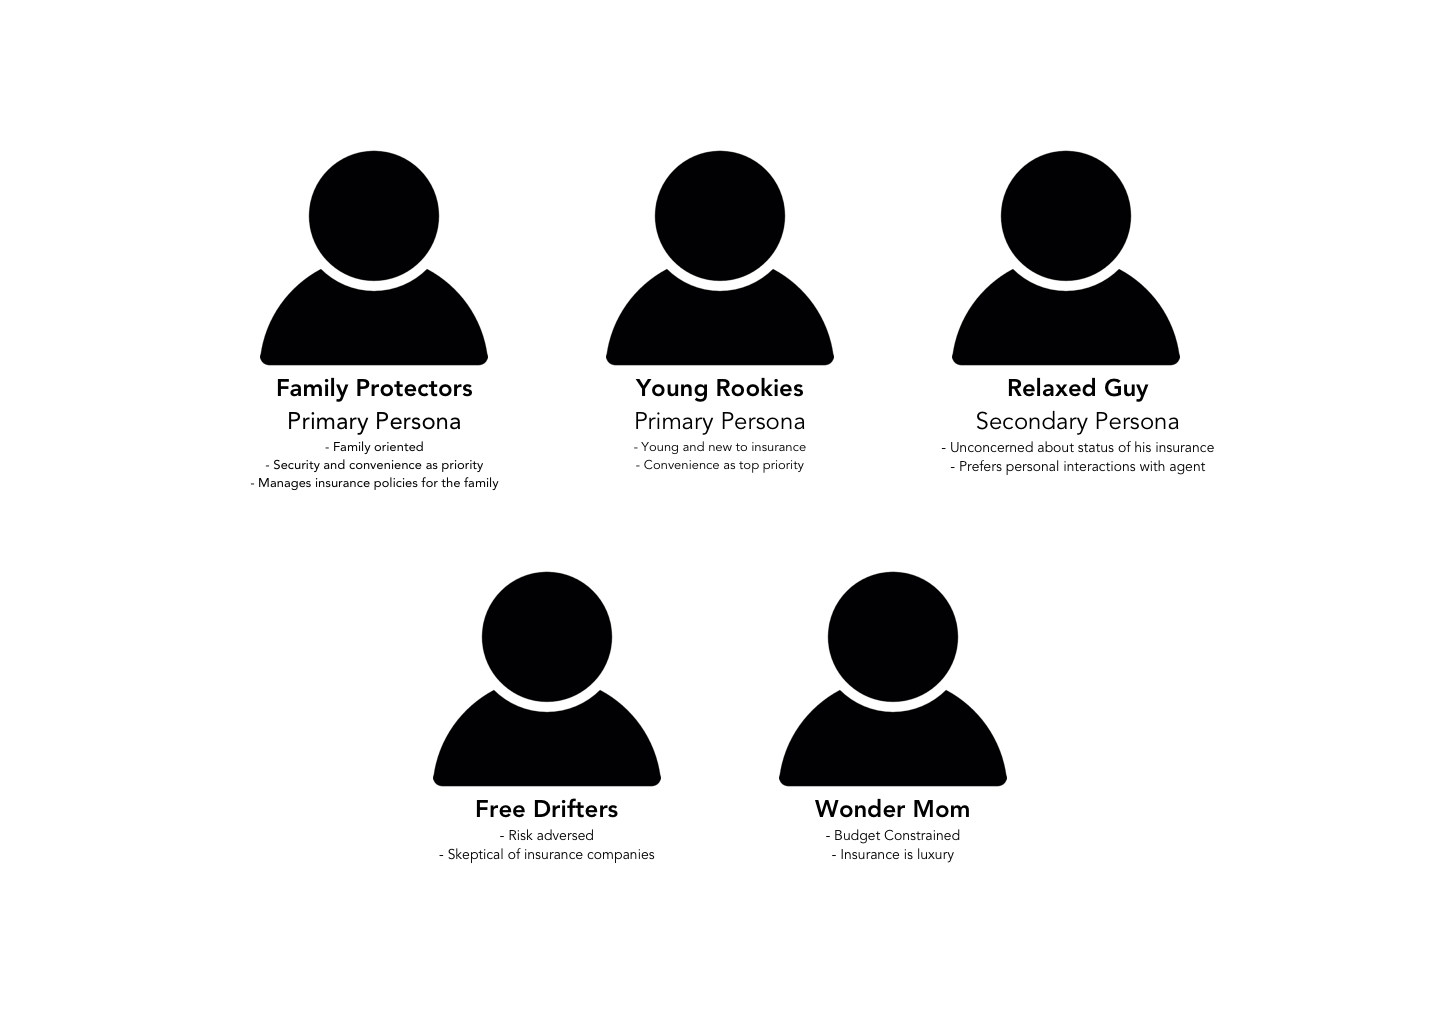 Family Protectors
Primary Persona
- Family oriented
- Security and convenience as priority
- Manages insurance policies for the family
Young Rookies
Primary Persona
- Young and new to insurance
- Convenience as top priority
Relaxed Guy
Secondary Persona
- Unconcerned about status of his insurance
- Prefers personal interactions with agent
Free Drifters
- Risk adversed
- Skeptical of insurance companies
Wonder Mom
- Budget Constrained
- Insurance is luxury